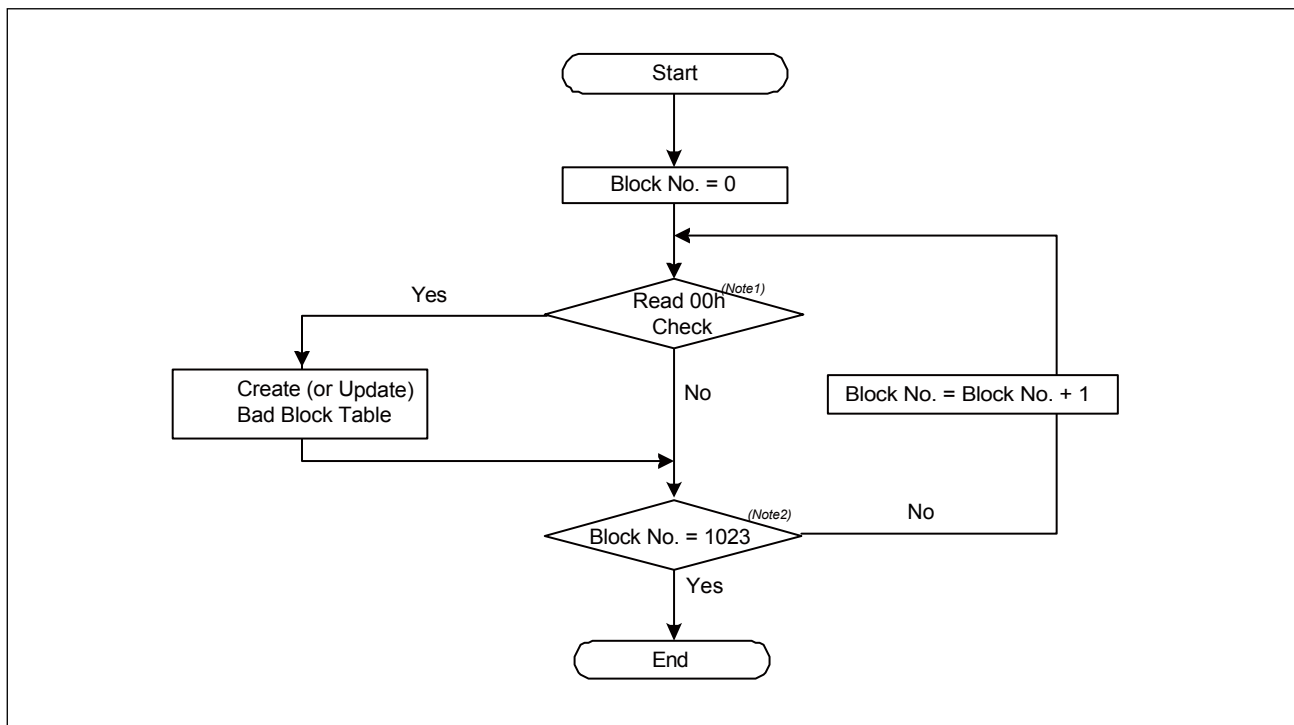 Start
Block No. = 0
(Note1)
Yes
Read 00h
Check
Create (or Update)
Bad Block Table
No
Block No. = Block No. + 1
(Note2)
No
Block No. = 1023
Yes
End